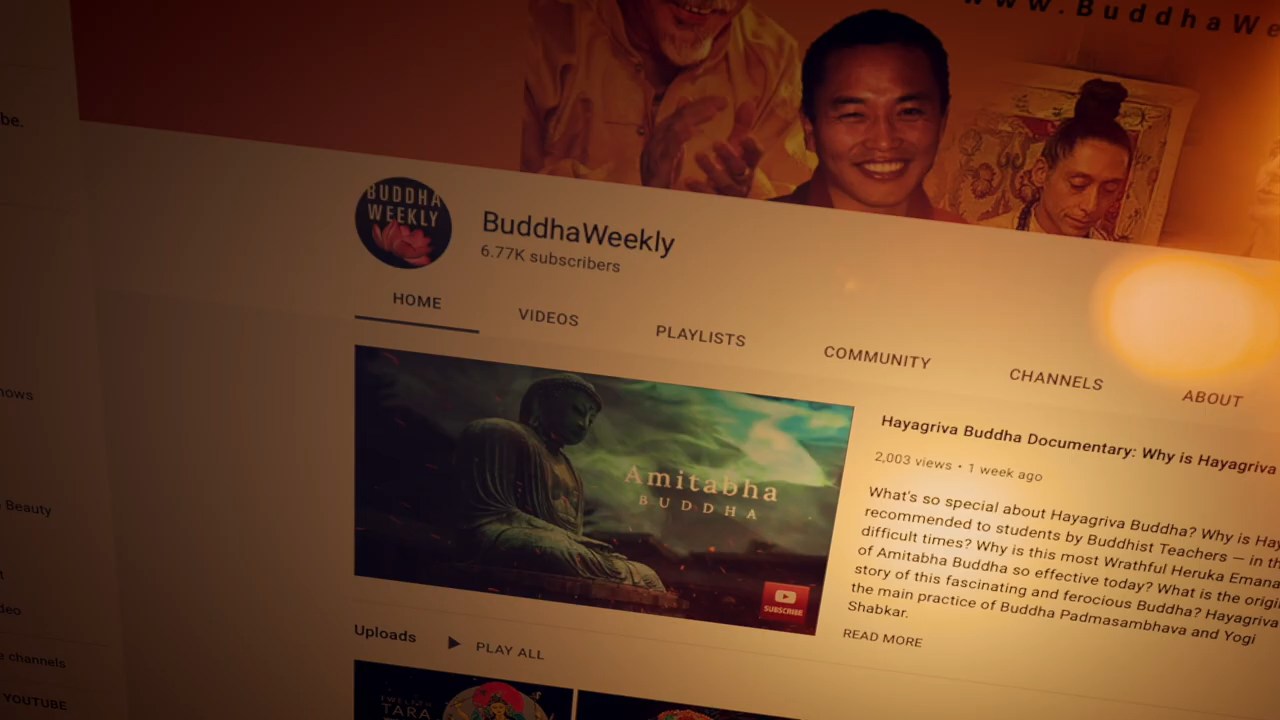 www.BuddhaWe
be.
BUDDHA
WEEKLY
BuddhaWeekly
6.77K subscribers
HOME
VIDEOS
PLAYLISTS
COMMUNITY
CHANNELS
ABOUT
hows
Beauty
t
deo
e channels
YOUTUBE
Amitabha
BUDDHA
SUBSCRIBE
Hayagriva Buddha Documentary: Why is Hayagriva
2,003 views • 1 week ago
What's so special about Hayagriva Buddha? Why is Hay
recommended to students by Buddhist Teachers — in th
difficult times? Why is this most Wrathful Heruka Emana
of Amitabha Buddha so effective today? What is the origi
story of this fascinating and ferocious Buddha? Hayagriva
the main practice of Buddha Padmasambhava and Yogi
Shabkar.
READ MORE
Uploads
PLAY ALL
TWELVE
TARA